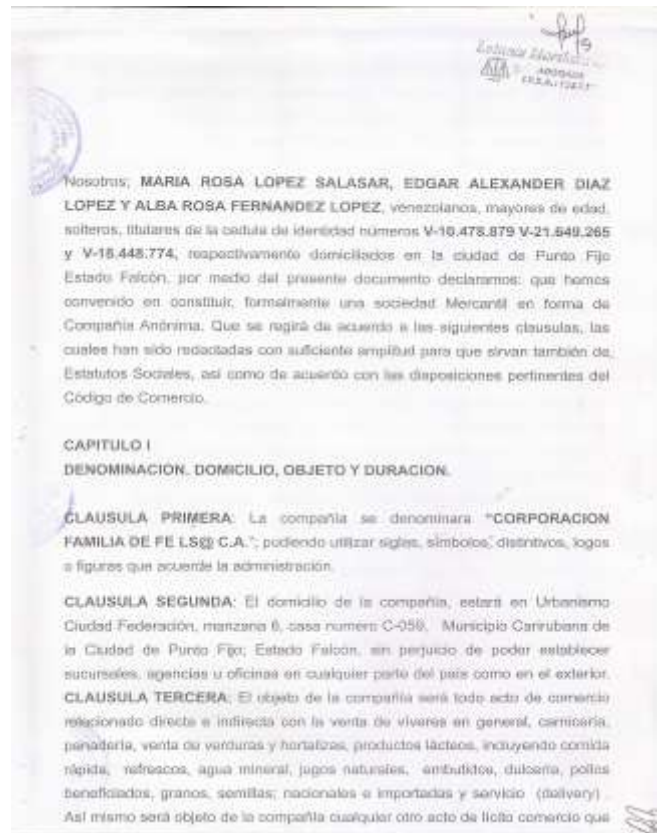 ABOGADA
Nosotros; MARIA ROSA LOPEZ SALASAR, EDGAR ALEXANDER DIAZ
LOPEZ Y ALBA ROSA FERNANDEZ LOPEZ, venezolanos, mayores de edad,
solteros, titulares de la cedula de identidad números V-10.478.879 V-21.649.265
y V-18.448.774, respectivamente domiciliados en la ciudad de Punto Fijo
Estado Falcón, por medio del presente documento declaramos: que hemos
convenido en constituir, formalmente una sociedad Mercantil en forma de
Compañía Anónima. Que se regirá de acuerdo a las siguientes clausulas, las
cuales han sido redactadas con suficiente amplitud para que sirvan también de
Estatutos Sociales, así como de acuerdo con las disposiciones pertinentes del
Código de Comercio.
CAPITULO I
DENOMINACION. DOMICILIO, OBJETO Y DURACION.
CLAUSULA PRIMERA: La compañía se denominara "CORPORACION
FAMILIA DE FE LS@ C.A."; pudiendo utilizar siglas, símbolos, distintivos, logos
o figuras que acuerde la administración.
CLAUSULA SEGUNDA: El domicilio de la compañía, estará en Urbanismo
Ciudad Federación, manzana 6, casa numero C-059, Municipio Carirubana de
la Ciudad de Punto Fijo; Estado Falcón, sin perjuicio de poder establecer
sucursales, agencias u oficinas en cualquier parte del país como en el exterior.
CLAUSULA TERCERA: El objeto de la compañía será todo acto de comercio
relacionado directa e indirecta con la venta de víveres en general, carnicería,
panadería, venta de verduras y hortalizas, productos lácteos, incluyendo comida
rápida, refrescos, agua mineral, jugos naturales, embutidos, dulcería, pollos
beneficiados, granos, semillas; nacionales e importadas y servicio (delivery).
Así mismo será objeto de la compañía cualquier otro acto de lícito comercio que